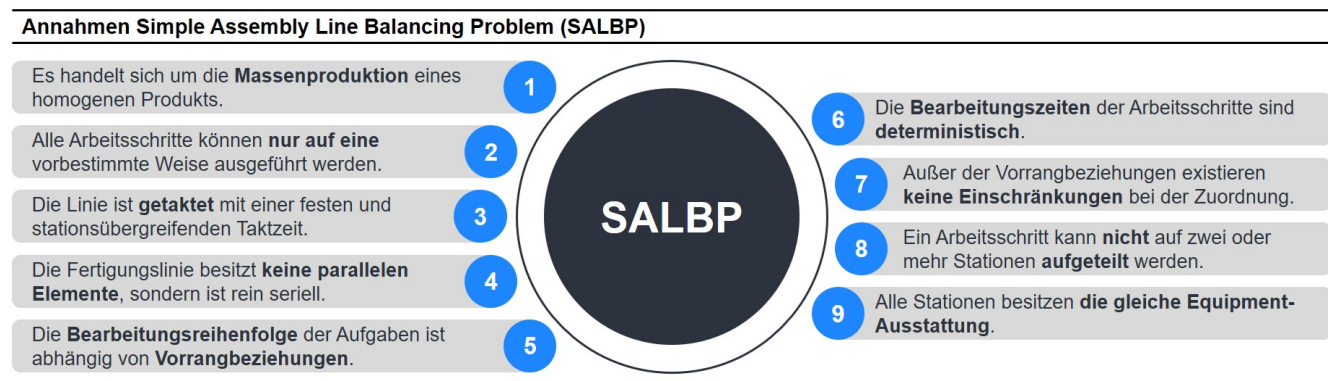 Annahmen Simple Assembly Line Balancing Problem (SALBP)
Es handelt sich um die Massenproduktion eines
homogenen Produkts.
1
Alle Arbeitsschritte können nur auf eine
vorbestimmte Weise ausgeführt werden.
2
Die Linie ist getaktet mit einer festen und
stationsübergreifenden Taktzeit.
3
Die Fertigungslinie besitzt keine parallelen
Elemente, sondern ist rein seriell.
4
Die Bearbeitungsreihenfolge der Aufgaben ist
abhängig von Vorrangbeziehungen.
5
SALBP
6
Die Bearbeitungszeiten der Arbeitsschritte sind
deterministisch.
7
Außer der Vorrangbeziehungen existieren
keine Einschränkungen bei der Zuordnung.
8
Ein Arbeitsschritt kann nicht auf zwei oder
mehr Stationen aufgeteilt werden.
9
Alle Stationen besitzen die gleiche Equipment-
Ausstattung.